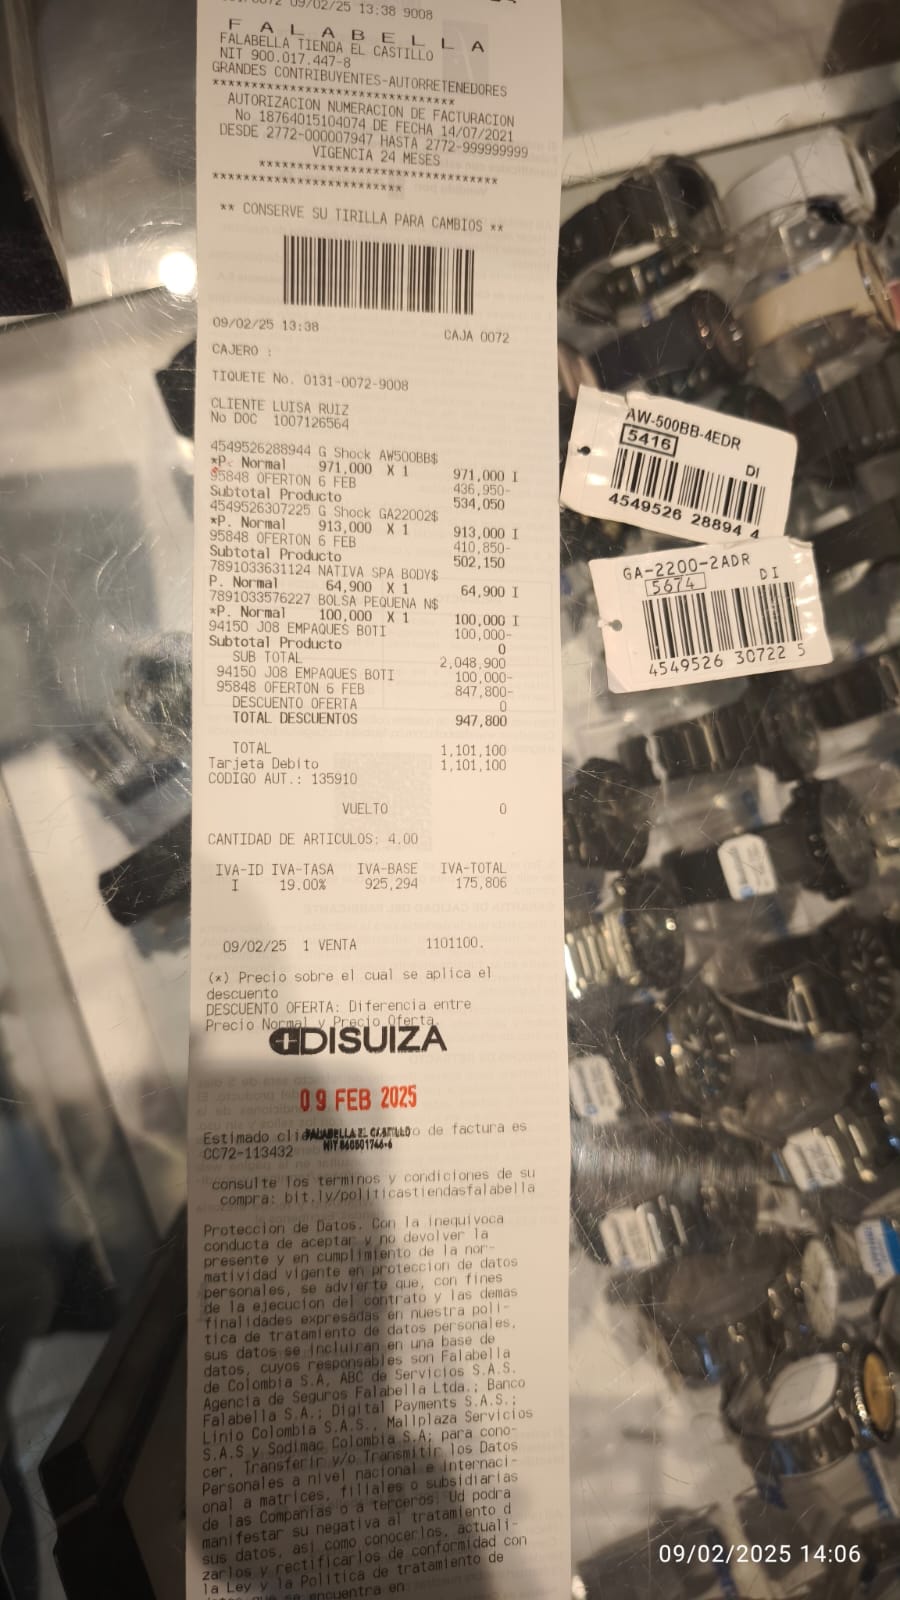 09/02/25 13:38 9008
F A L A B E L L A
FALABELLA TIENDA EL CASTILLO
NIT 900.017.447-8
GRANDES CONTRIBUYENTES-AUTORRETENEDORES
AUTORIZACION NUMERACION DE FACTURACION
No 18764015104074 DE FECHA 14/07/2021
DESDE 2772-000007947 HASTA 2772-999999999
VIGENCIA 24 MESES
** CONSERVE SU TIRILLA PARA CAMBIOS **
09/02/25 13:38 CAJA 0072
CAJERO :
TIQUETE No. 0131-0072-9008
CLIENTE LUISA RUIZ
No DOC 1007126564
4549526288944 G Shock AW500BB$
*P. Normal 971,000 X 1 971,000 I
95848 OFERTON 6 FEB 436,950-
Subtotal Producto 534,050
4549526307225 G Shock GA22002$
*P. Normal 913,000 X 1 913,000 I
95848 OFERTON 6 FEB 410,850-
Subtotal Producto 502,150
7891033631124 NATIVA SPA BODY$
P. Normal 64,900 X 1 64,900 I
7891033576227 BOLSA PEQUENA N$
*P. Normal 100,000 X 1 100,000 I
94150 J08 EMPAQUES BOTI 100,000-
Subtotal Producto 0
SUB TOTAL 2,048,900
94150 J08 EMPAQUES BOTI 100,000-
95848 OFERTON 6 FEB 847,800-
DESCUENTO OFERTA 0
TOTAL DESCUENTOS 947,800
TOTAL 1,101,100
Tarjeta Debito 1,101,100
CODIGO AUT.: 135910
VUELTO 0
CANTIDAD DE ARTICULOS: 4.00
IVA-ID IVA-TASA IVA-BASE IVA-TOTAL
I 19.00% 925,294 175,806
09/02/25 1 VENTA 1101100.
(*) Precio sobre el cual se aplica el
descuento
DESCUENTO OFERTA: Diferencia entre
Precio Normal y Precio Oferta.
DISUIZA
09 FEB 2025
FALABELLA EL CASTILLO
NIT 860501746-6
Estimado de factura es
CC72-113432
consulte los terminos y condiciones de su
compra: bit.ly/politicastiendasfalabella
Proteccion de Datos. Con la inequivoca
conducta de aceptar y no devolver la
presente y en cumplimiento de la nor-
matividad vigente en proteccion de datos
personales, se advierte que, con fines
de la ejecucion del contrato y las demas
finalidades expresadas en nuestra poli-
tica de tratamiento de datos personales,
sus datos se incluiran en una base de
datos, cuyos responsables son Falabella
de Colombia S.A, ABC de Servicios S.A.S.
Agencia de Seguros Falabella Ltda.; Banco
Falabella S.A.; Digital Payments S.A.S.;
Linio Colombia S.A.S., Mallplaza Servicios
S.A.S y Sodimac Colombia S.A; para cono-
cer, Transferir y/o Transmitir los Datos
Personales a nivel nacional e internaci-
onal a matrices, filiales o subsidiarias
de las Companias o a terceros. Ud podra
manifestar su negativa al tratamiento d
sus datos, asi como conocerlos, actuali-
zarlos y rectificarlos de conformidad con
la Ley y la Politica de tratamiento de
encuentra en
AW-500BB-4EDR
5416
DI
4549526 28894 4
GA-2200-2ADR
5674 DI
4549526 30722 5
09/02/2025 14:06